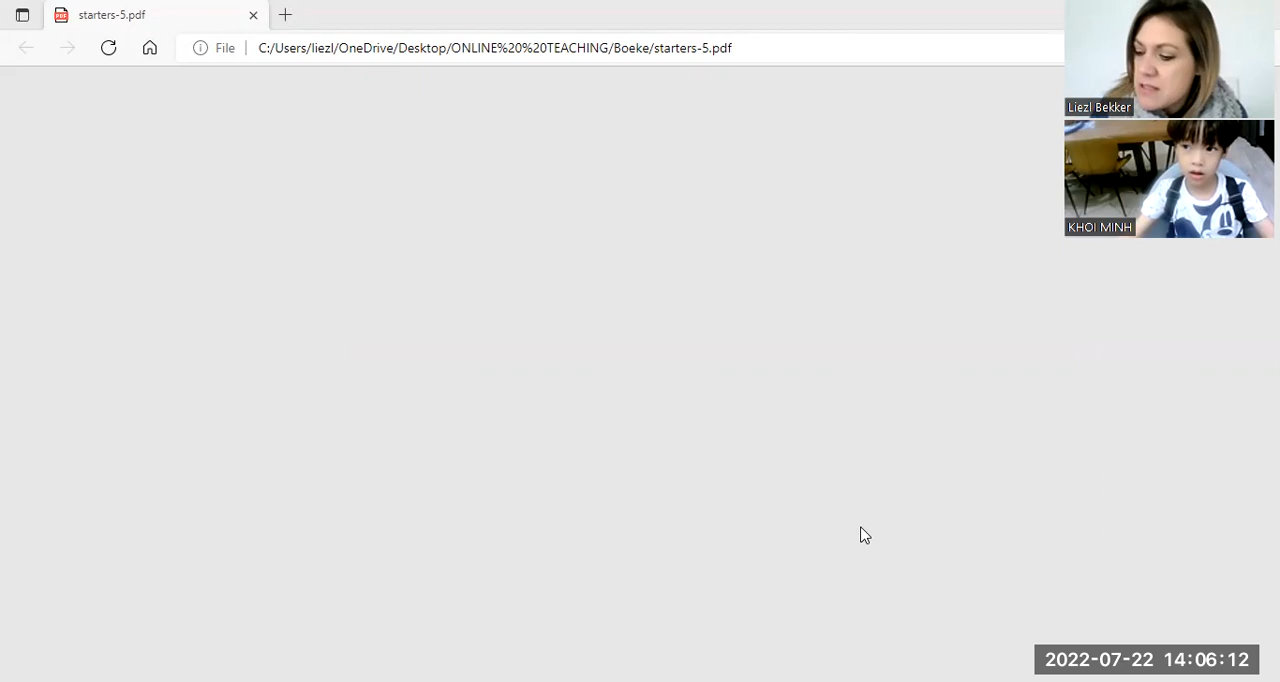 starters-5.pdf
File
C:/Users/liezl/OneDrive/Desktop/ONLINE%20%20TEACHING/Boeke/starters-5.pdf
Liezl Bekker
KHOI MINH
2022-07-22 14:06:12